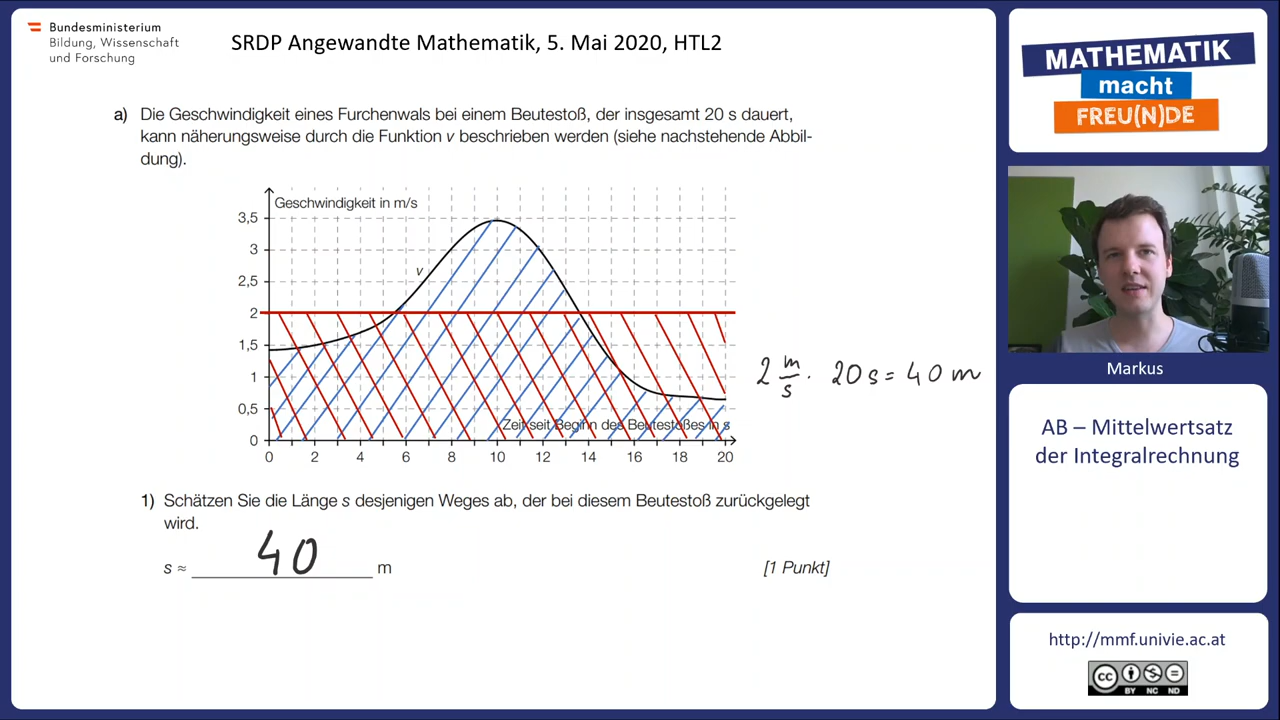 Bundesministerium
Bildung, Wissenschaft
und Forschung
SRDP Angewandte Mathematik, 5. Mai 2020, HTL2
a) Die Geschwindigkeit eines Furchenwals bei einem Beutestoß, der insgesamt 20 s dauert,
kann näherungsweise durch die Funktion v beschrieben werden (siehe nachstehende Abbil-
dung).
Geschwindigkeit in m/s
3,5
3
2,5
2
1,5
1
0,5
0
v
Zeit seit Beginn des Beutestoßes in s
0 2 4 6 8 10 12 14 16 18 20
2 m/s · 20 s = 40 m
1) Schätzen Sie die Länge s desjenigen Weges ab, der bei diesem Beutestoß zurückgelegt
wird.
s ≈ 40 m
[1 Punkt]
MATHEMATIK
macht
FREU(N)DE
Markus
AB – Mittelwertsatz
der Integralrechnung
http://mmf.univie.ac.at
cc
BY NC ND